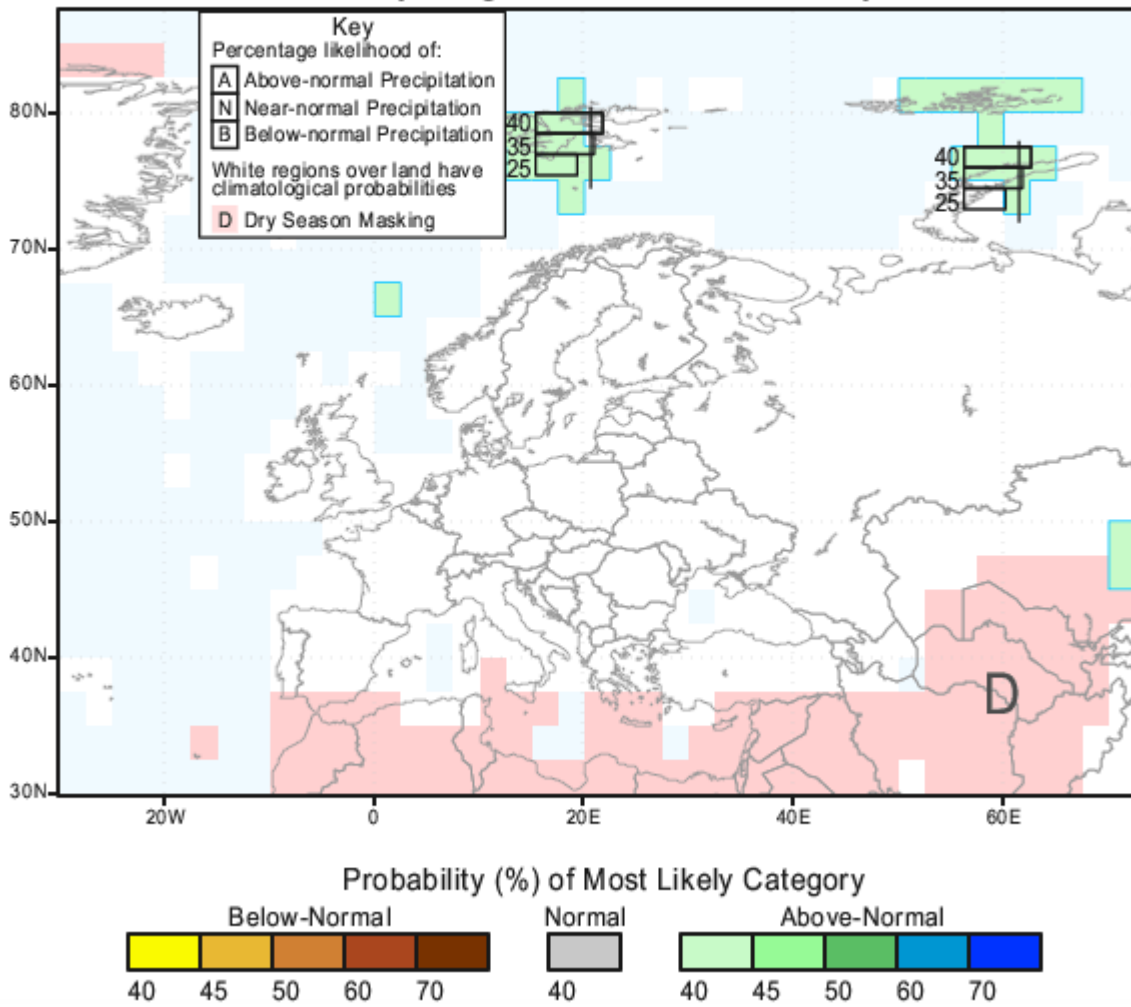 Key
Percentage likelihood of:
A Above-normal Precipitation
N Near-normal Precipitation
B Below-normal Precipitation
White regions over land have
climatological probabilities
D Dry Season Masking
80N
70N
60N
50N
40N
30N
40
35
25
40
35
25
D
20W 0 20E 40E 60E
Probability (%) of Most Likely Category
Below-Normal Normal Above-Normal
40 45 50 60 70 40 40 45 50 60 70